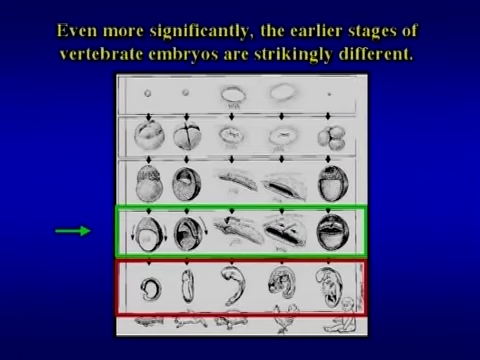 Even more significantly, the earlier stages of
vertebrate embryos are strikingly different.